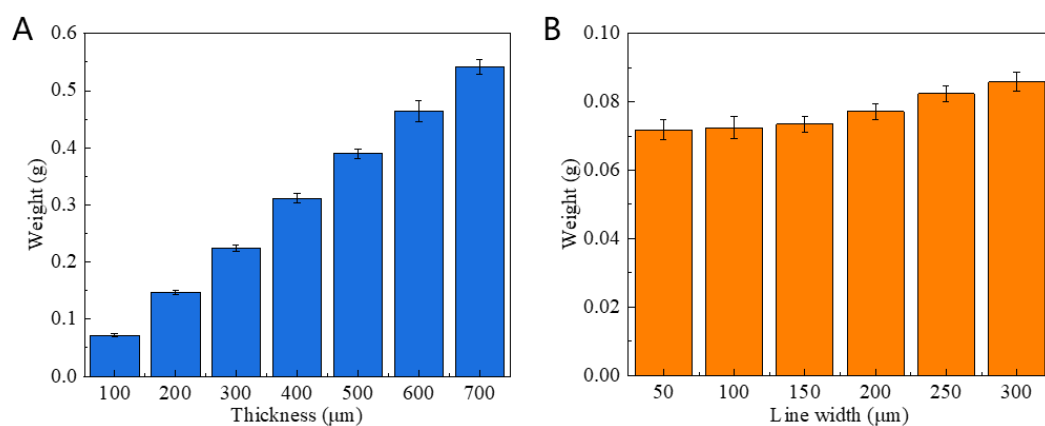 A
Weight (g)
0.6
0.5
0.4
0.3
0.2
0.1
0.0
100 200 300 400 500 600 700
Thickness (μm)
B
Weight (g)
0.10
0.08
0.06
0.04
0.02
0.00
50 100 150 200 250 300
Line width (μm)